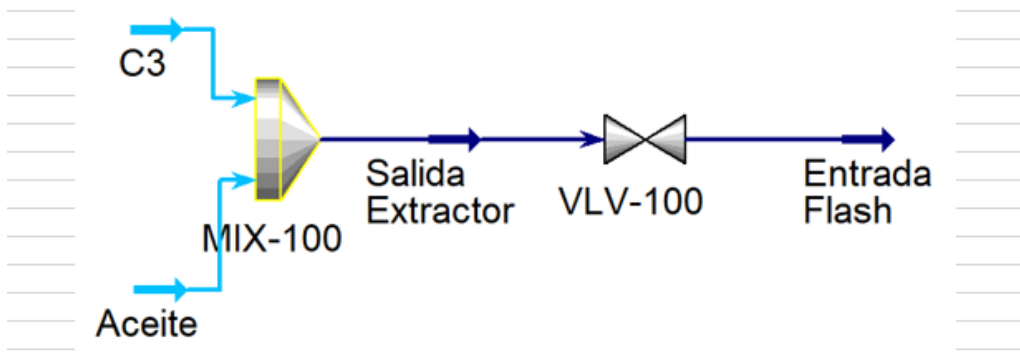 C3
Salida
Extractor
VLV-100
Entrada
Flash
MIX-100
Aceite